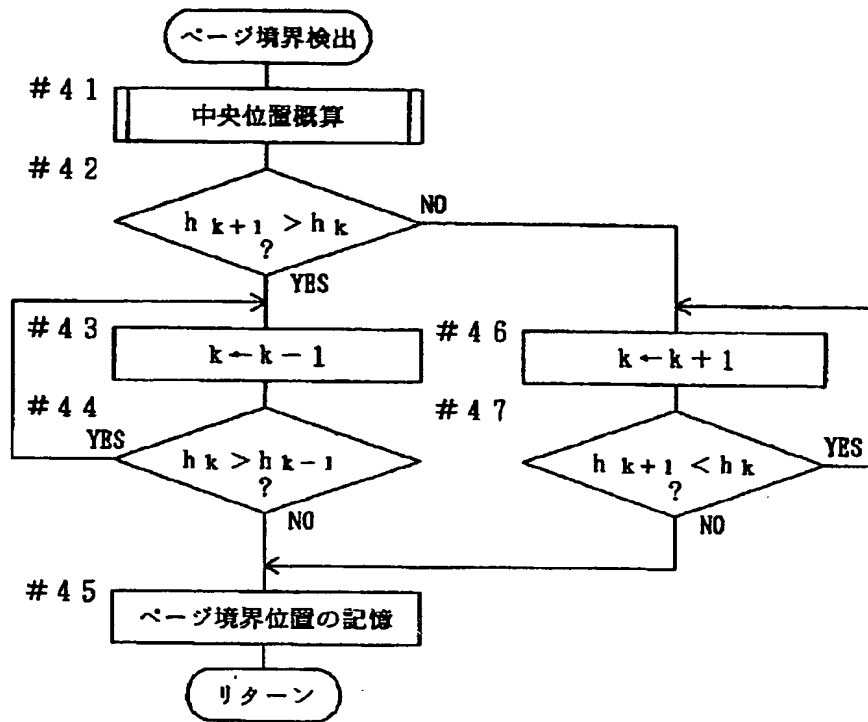 ページ境界検出
#41
中央位置概算
#42
h k+1 > h k
?
NO
YES
#43
k←k-1
#44
YES
h k > h k-1
?
NO
#46
k←k+1
#47
h k+1 < h k
?
YES
NO
#45
ページ境界位置の記憶
リターン